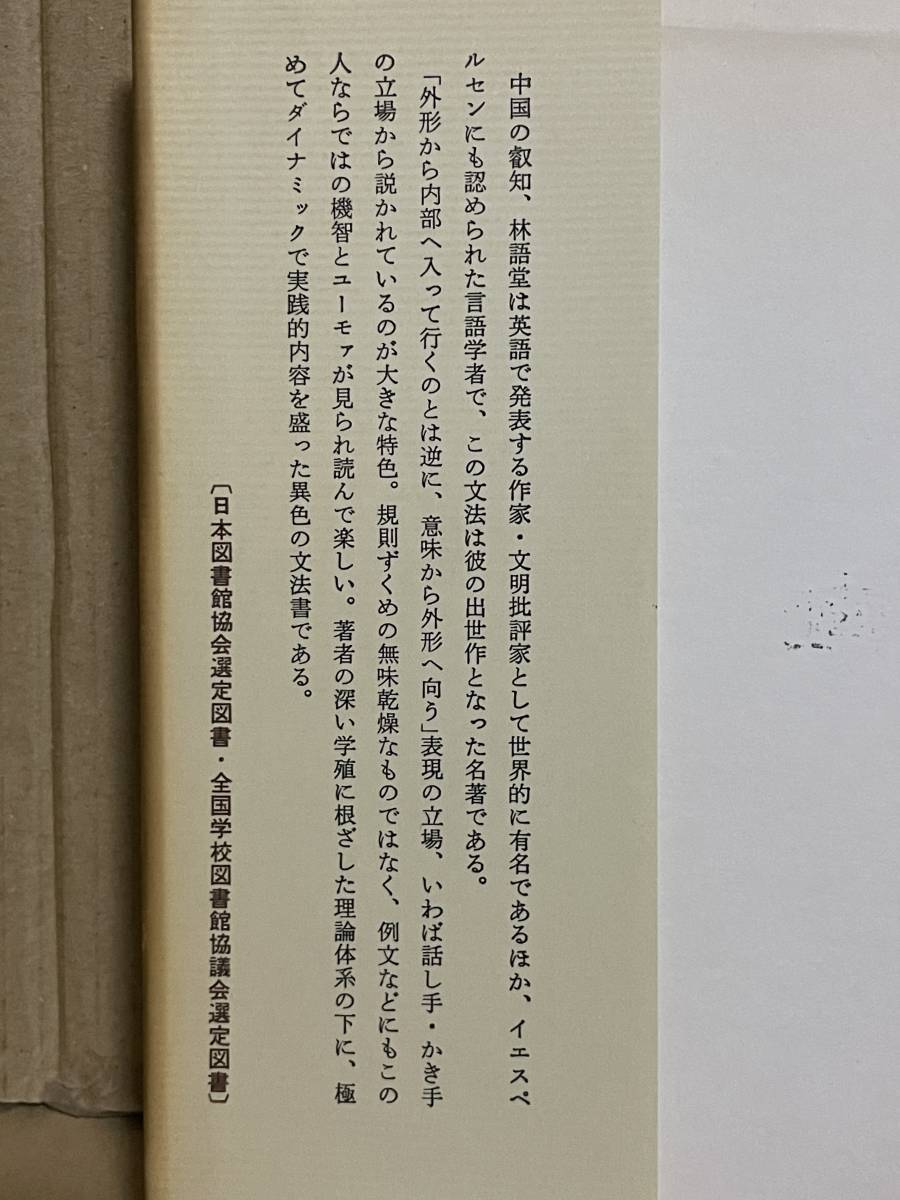 中国の叡知、林語堂は英語で発表する作家・文明批評家として世界的に有名であるほか、イエスペ
ルセンにも認められた言語学者で、この文法は彼の出世作となった名著である。
「外形から内部へ入って行くのとは逆に、意味から外形へ向う」表現の立場、いわば話し手・かき手
の立場から説かれているのが大きな特色。規則ずくめの無味乾燥なものではなく、例文などにもこの
人ならではの機智とユーモァが見られ読んで楽しい。著者の深い学殖に根ざした理論体系の下に、極
めてダイナミックで実践的内容を盛った異色の文法書である。
〔日本図書館協会選定図書・全国学校図書館協議会選定図書〕